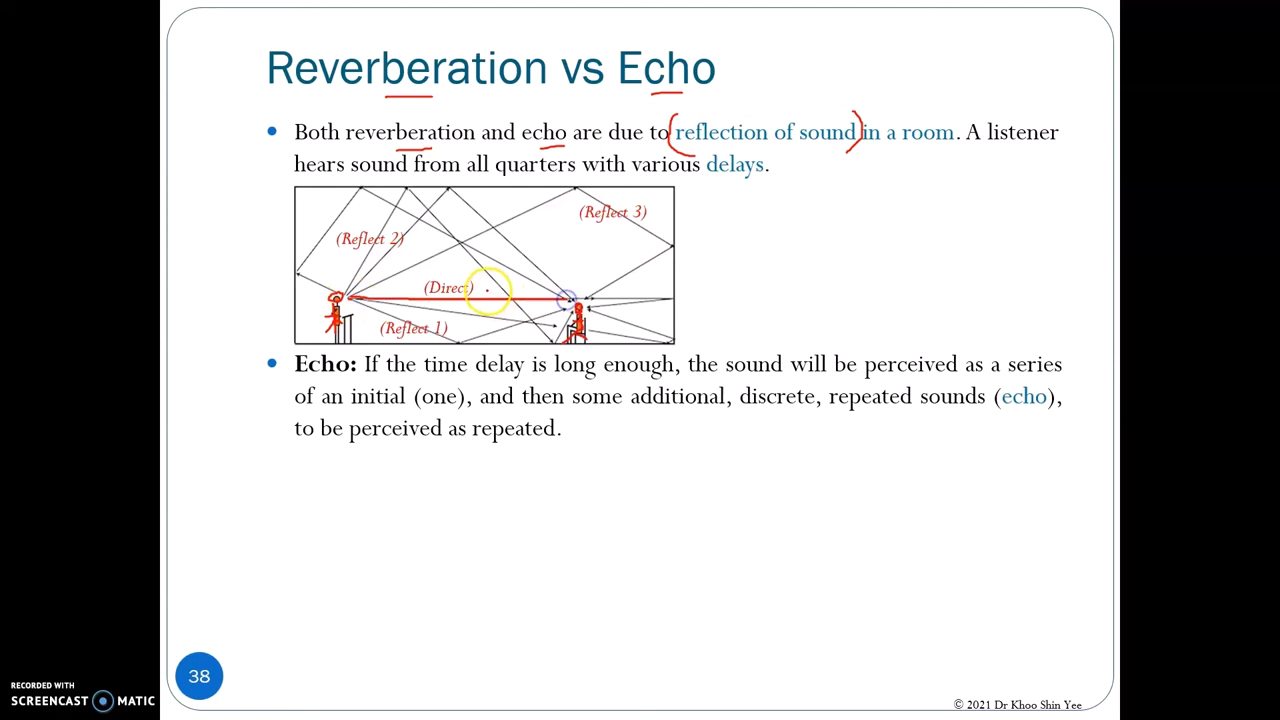 Reverberation vs Echo
Both reverberation and echo are due to reflection of sound in a room. A listener
hears sound from all quarters with various delays.
(Reflect 3)
(Reflect 2)
(Direct)
(Reflect 1)
Echo: If the time delay is long enough, the sound will be perceived as a series
of an initial (one), and then some additional, discrete, repeated sounds (echo),
to be perceived as repeated.
38
RECORDED WITH
SCREENCAST MATIC
© 2021 Dr Khoo Shin Yee